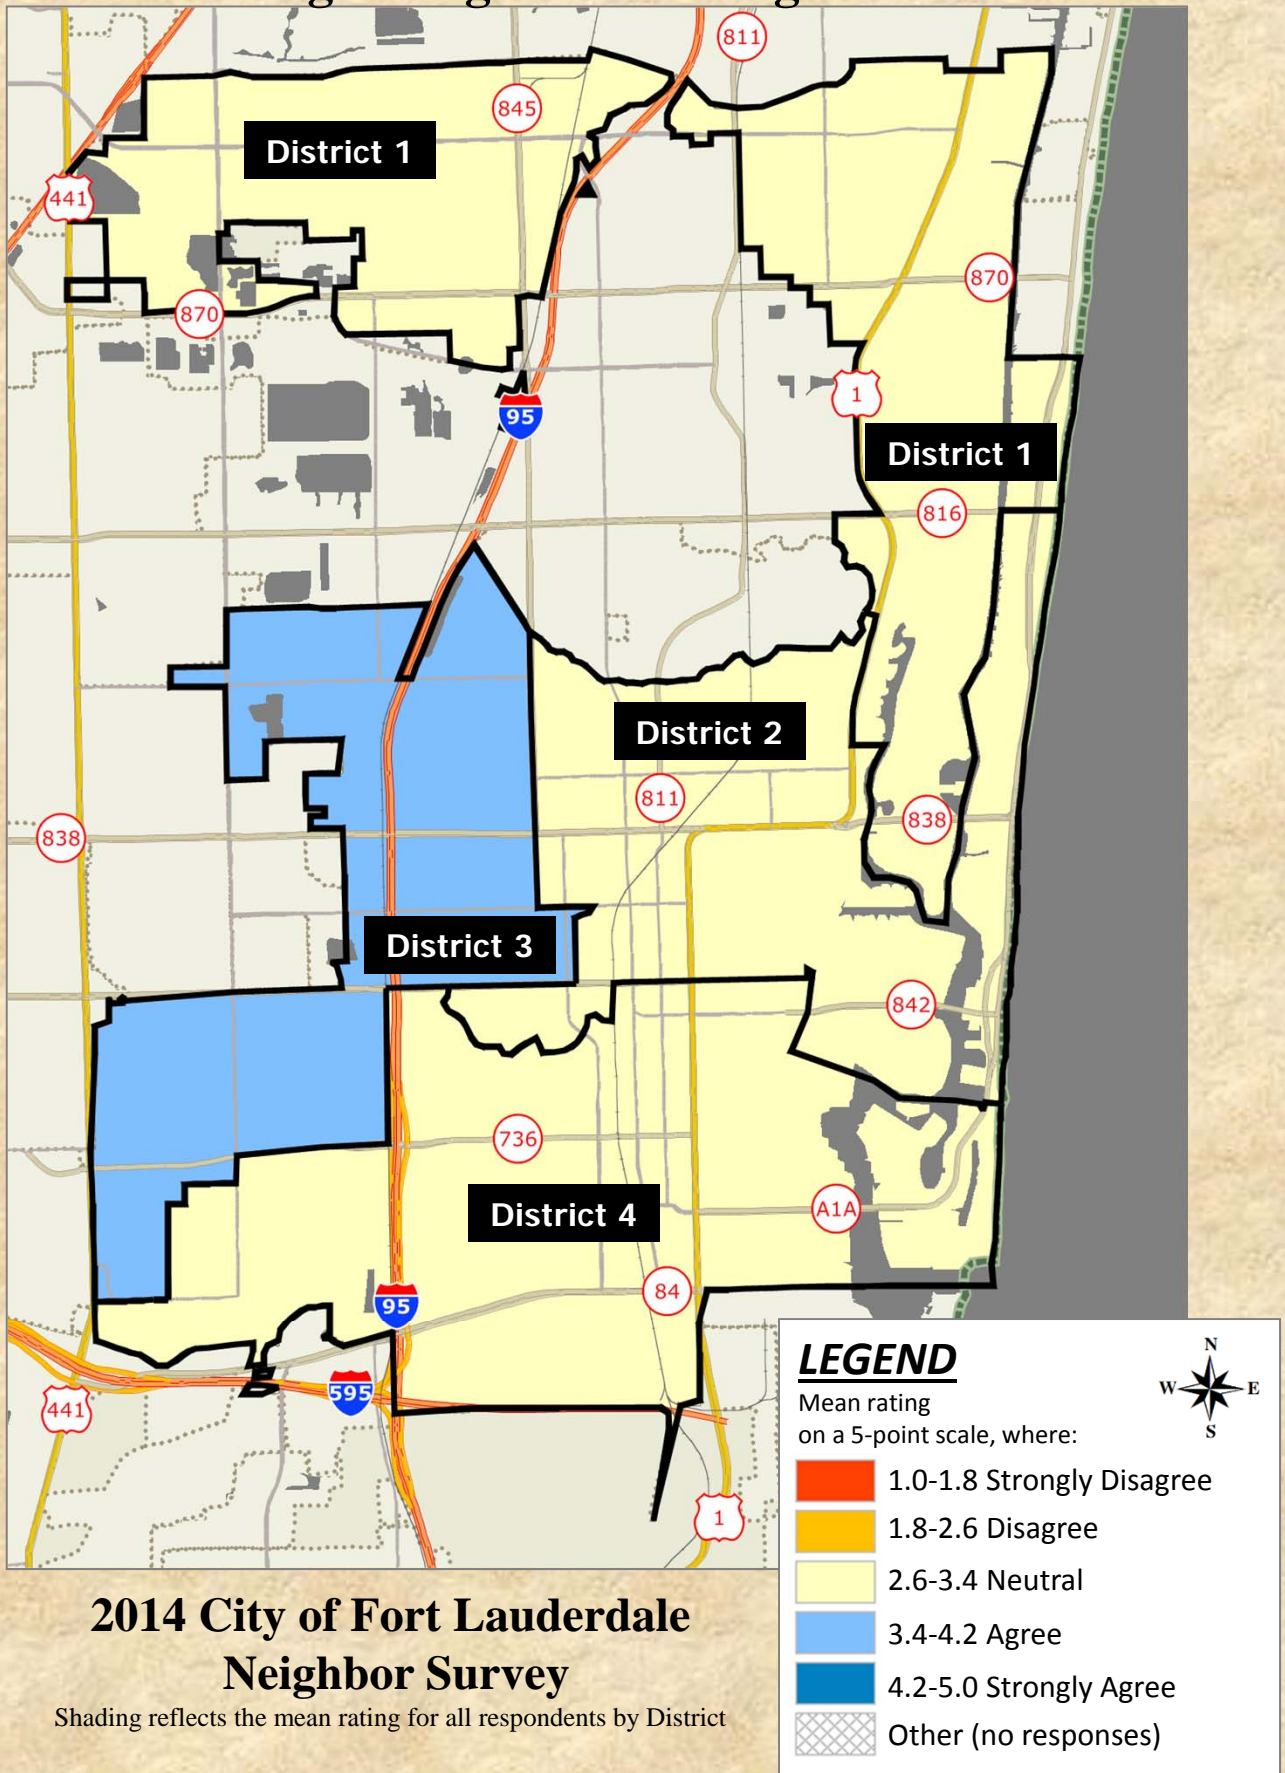 811
845
District 1
441
870
870
1
95
District 1
816
District 2
811
838
838
District 3
842
736
District 4
A1A
84
95
595
441
1
LEGEND
Mean rating
on a 5-point scale, where:
N
W E
S
1.0-1.8 Strongly Disagree
1.8-2.6 Disagree
2.6-3.4 Neutral
3.4-4.2 Agree
4.2-5.0 Strongly Agree
Other (no responses)
2014 City of Fort Lauderdale
Neighbor Survey
Shading reflects the mean rating for all respondents by District